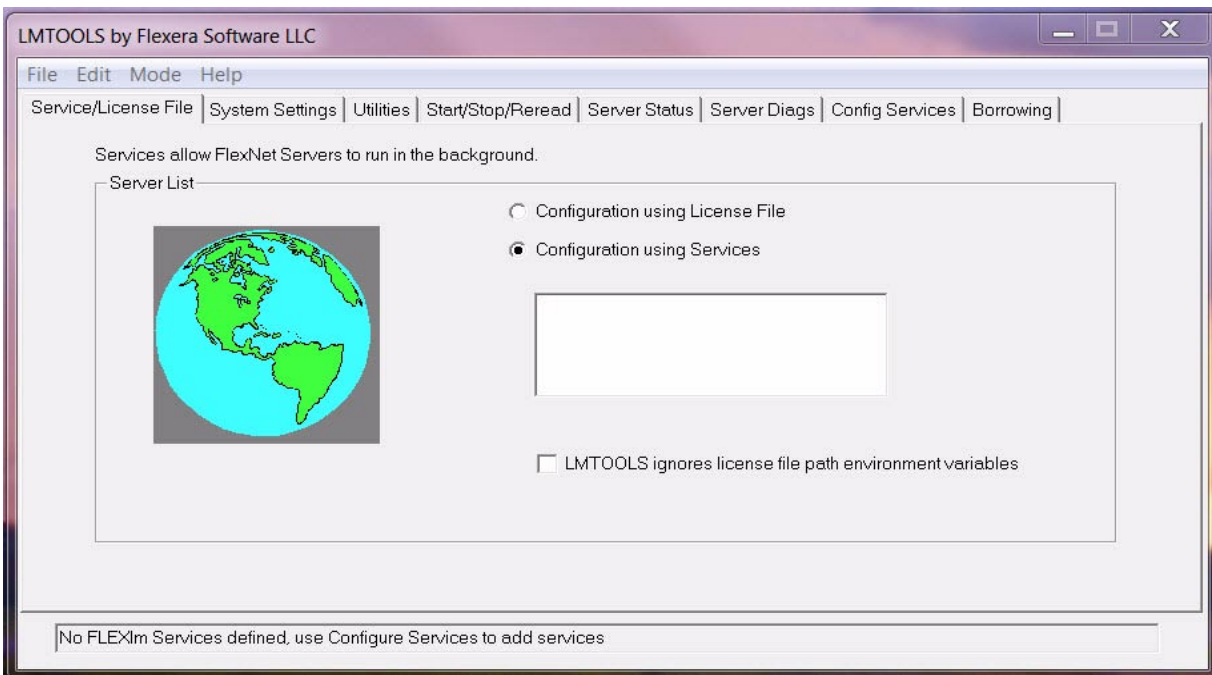 LMTOOLS by Flexera Software LLC
File Edit Mode Help
Service/License File System Settings Utilities Start/Stop/Reread Server Status Server Diags Config Services Borrowing
Services allow FlexNet Servers to run in the background.
Server List
Configuration using License File
Configuration using Services
LMTOOLS ignores license file path environment variables
No FLEXlm Services defined, use Configure Services to add services